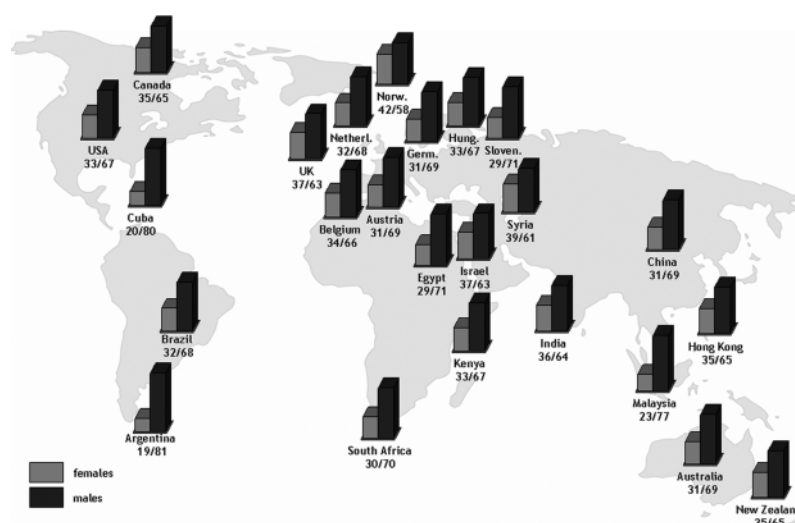 Canada
35/65
USA
33/67
Cuba
20/80
Brazil
32/68
Argentina
19/81
Norw.
42/58
Netherl.
32/68
UK
37/63
Germ.
31/69
Hung.
33/67
Sloven.
29/71
Belgium
34/66
Austria
31/69
Syria
39/61
Egypt
29/71
Israel
37/63
Kenya
33/67
South Africa
30/70
India
36/64
China
31/69
Hong Kong
35/65
Malaysia
23/77
Australia
31/69
New Zealan
35/65
females
males